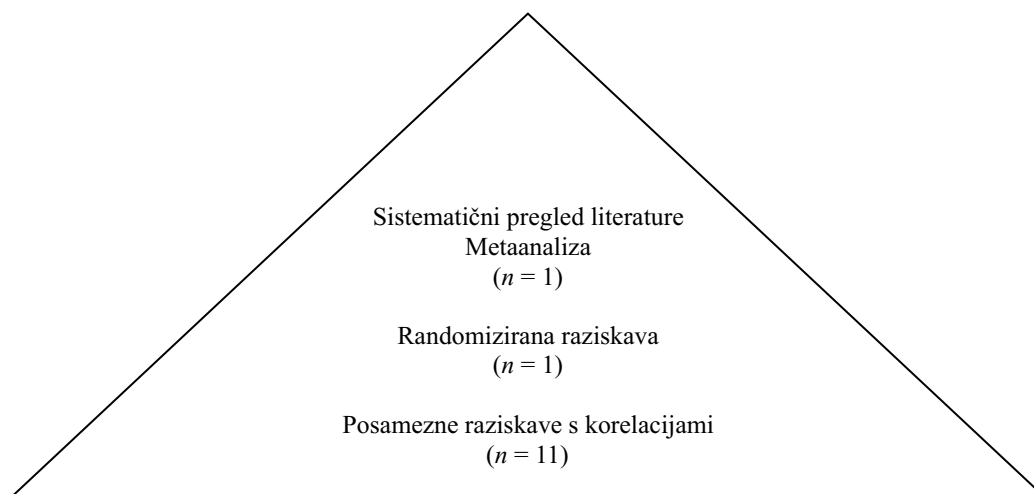 Sistematični pregled literature
Metaanaliza
(n = 1)
Randomizirana raziskava
(n = 1)
Posamezne raziskave s korelacijami
(n = 11)